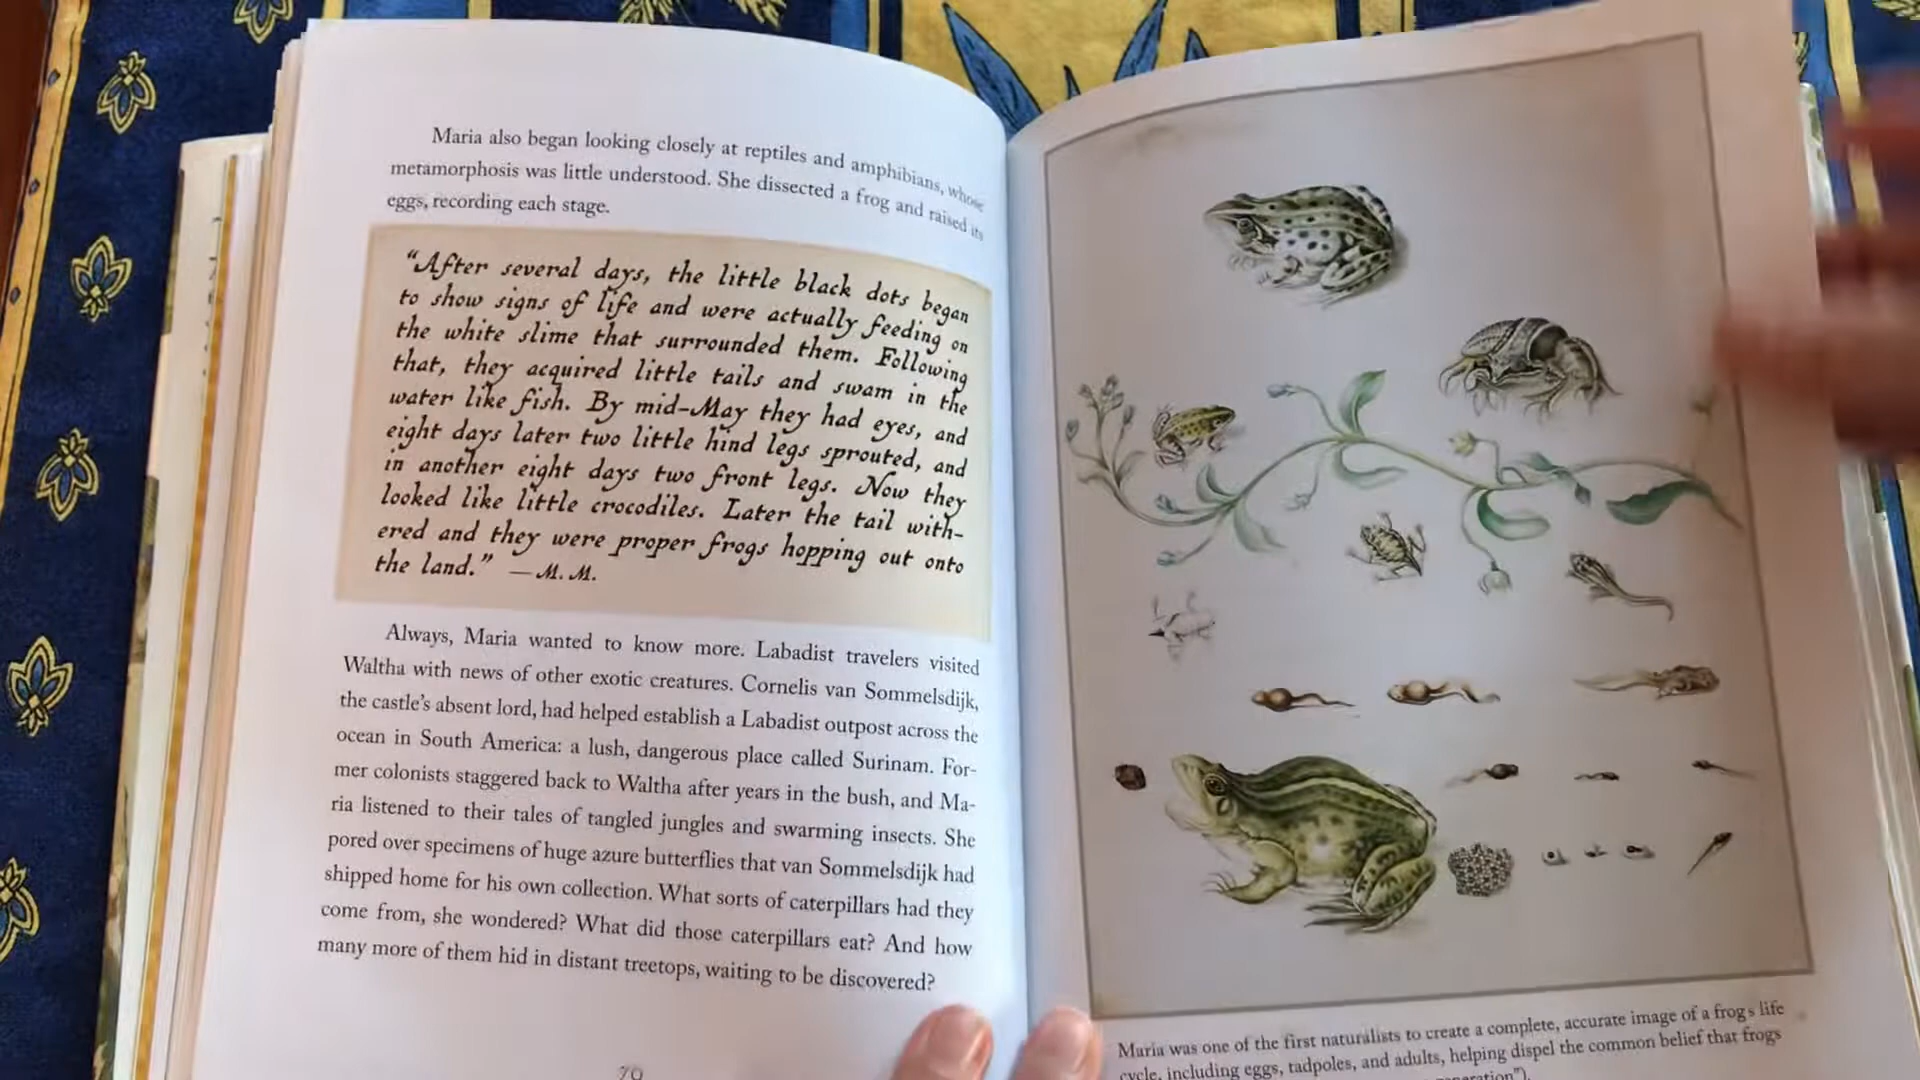 Maria also began looking closely at reptiles and amphibians, whose
metamorphosis was little understood. She dissected a frog and raised its
eggs, recording each stage.
“After several days, the little black dots began
to show signs of life and were actually feeding on
the white slime that surrounded them. Following
that, they acquired little tails and swam in the
water like fish. By mid-May they had eyes, and
eight days later two little hind legs sprouted, and
in another eight days two front legs. Now they
looked like little crocodiles. Later the tail with-
ered and they were proper frogs hopping out onto
the land.” —M. M.
Always, Maria wanted to know more. Labadist travelers visited
Waltha with news of other exotic creatures. Cornelis van Sommelsdijk,
the castle’s absent lord, had helped establish a Labadist outpost across the
ocean in South America: a lush, dangerous place called Surinam. For-
mer colonists staggered back to Waltha after years in the bush, and Ma-
ria listened to their tales of tangled jungles and swarming insects. She
pored over specimens of huge azure butterflies that van Sommelsdijk had
shipped home for his own collection. What sorts of caterpillars had they
come from, she wondered? What did those caterpillars eat? And how
many more of them hid in distant treetops, waiting to be discovered?
Maria was one of the first naturalists to create a complete, accurate image of a frog's life
cycle, including eggs, tadpoles, and adults, helping dispel the common belief that frogs